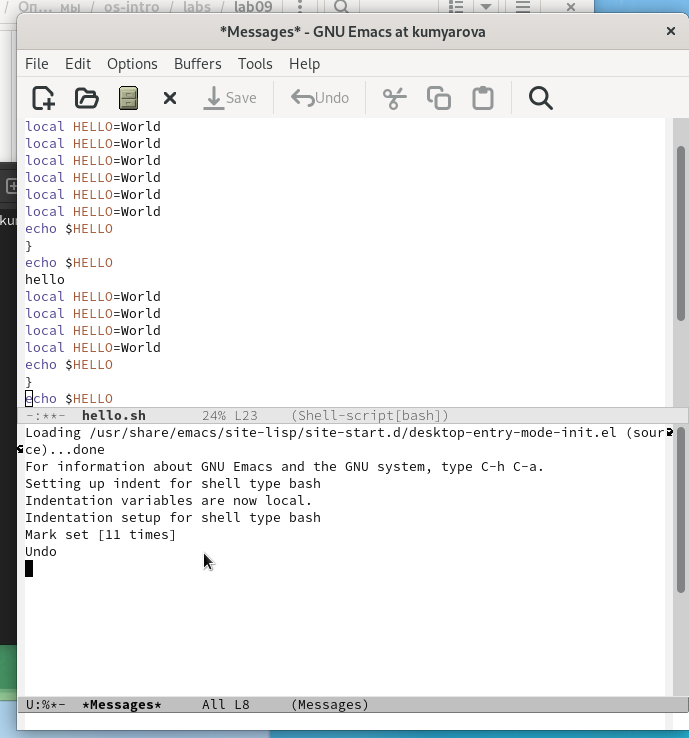 / Оп... мы / os-intro / labs / lab09
*Messages* - GNU Emacs at kumyarova
File Edit Options Buffers Tools Help
Save Undo
local HELLO=World
local HELLO=World
local HELLO=World
local HELLO=World
local HELLO=World
local HELLO=World
echo $HELLO
}
echo $HELLO
hello
local HELLO=World
local HELLO=World
local HELLO=World
local HELLO=World
echo $HELLO
}
echo $HELLO
-:**- hello.sh 24% L23 (Shell-script[bash])
Loading /usr/share/emacs/site-lisp/site-start.d/desktop-entry-mode-init.el (sour
ce)...done
For information about GNU Emacs and the GNU system, type C-h C-a.
Setting up indent for shell type bash
Indentation variables are now local.
Indentation setup for shell type bash
Mark set [11 times]
Undo
U:%*- *Messages* All L8 (Messages)